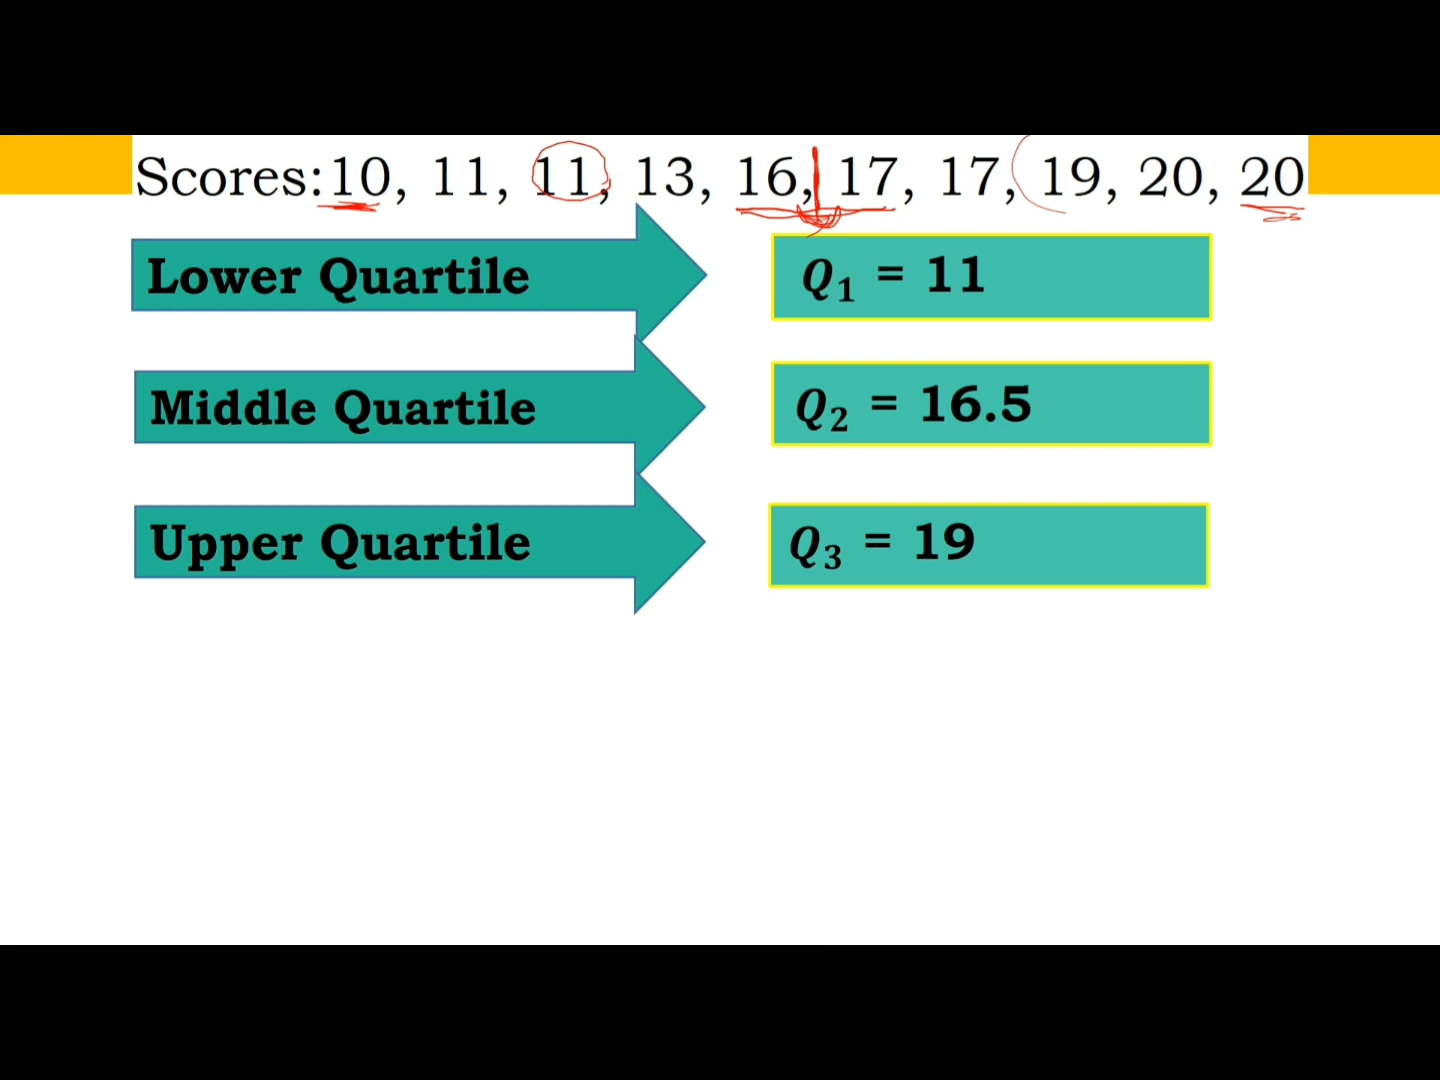 Scores: 10, 11, 11, 13, 16, 17, 17, 19, 20, 20
Lower Quartile
Q₁ = 11
Middle Quartile
Q₂ = 16.5
Upper Quartile
Q₃ = 19